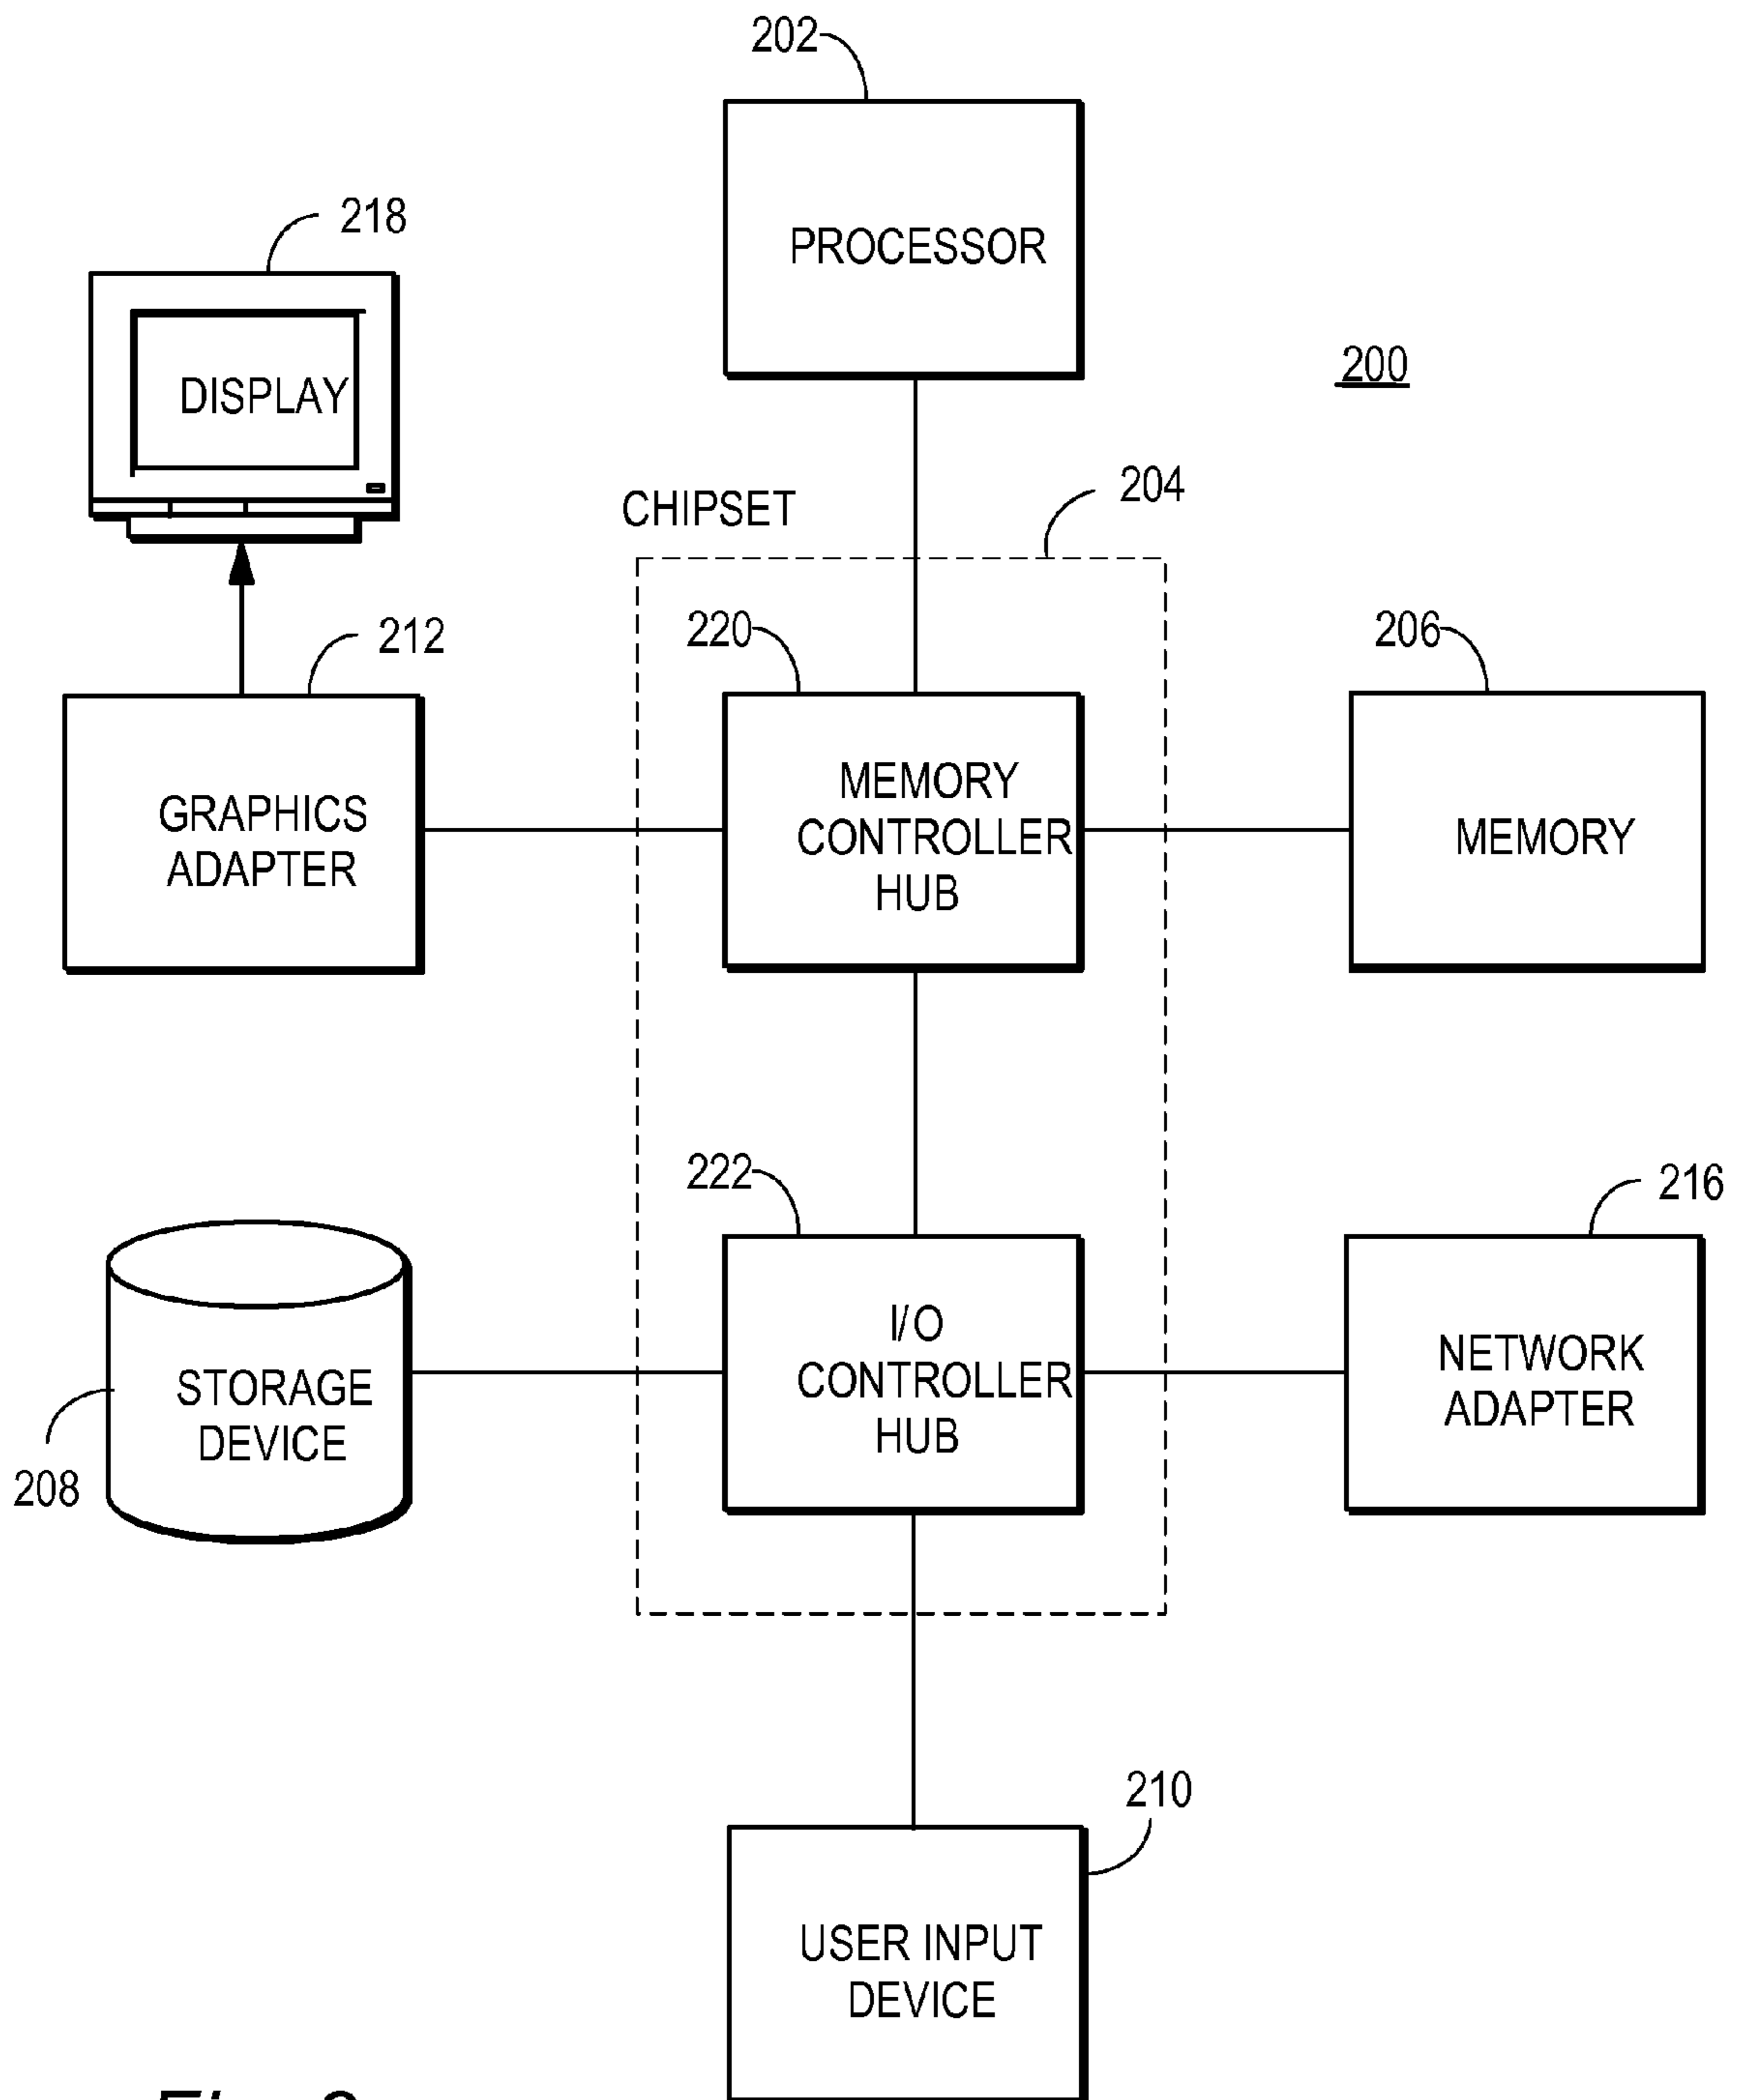 202
PROCESSOR
218
DISPLAY
200
CHIPSET
204
212
GRAPHICS
ADAPTER
220
MEMORY
CONTROLLER
HUB
206
MEMORY
208
STORAGE
DEVICE
222
I/O
CONTROLLER
HUB
216
NETWORK
ADAPTER
210
USER INPUT
DEVICE